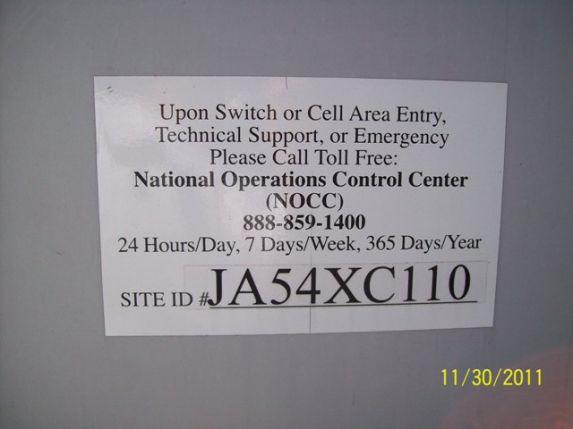 Upon Switch or Cell Area Entry,
Technical Support, or Emergency
Please Call Toll Free:
National Operations Control Center
(NOCC)
888-859-1400
24 Hours/Day, 7 Days/Week, 365 Days/Year
SITE ID #JA54XC110
11/30/2011